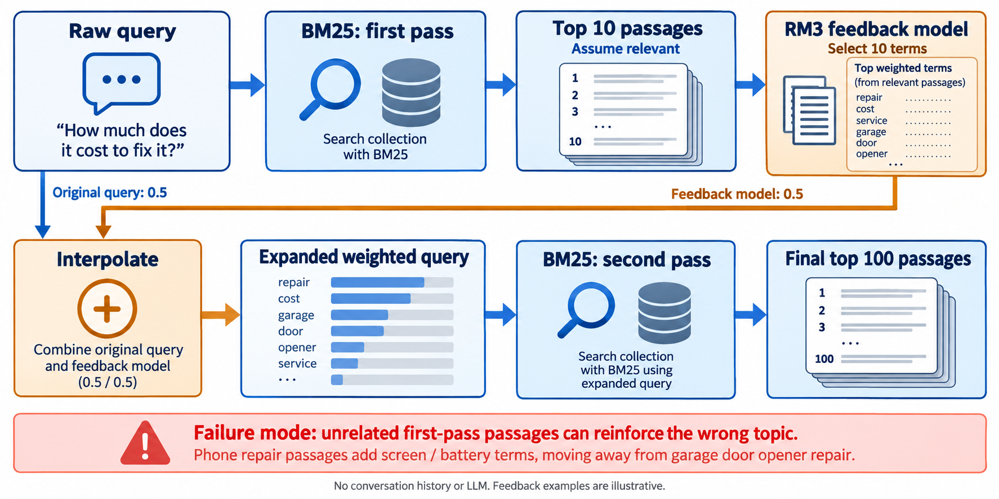 Raw query
“How much does
it cost to fix it?”
BM25: first pass
Search collection
with BM25
Top 10 passages
Assume relevant
1
2
3
...
10
RM3 feedback model
Select 10 terms
Top weighted terms
(from relevant passages)
repair ...........
cost ...........
service ...........
garage ...........
door ...........
opener ...........
...
Original query: 0.5
Feedback model: 0.5
Interpolate
Combine original query
and feedback model
(0.5 / 0.5)
Expanded weighted query
repair
cost
garage
door
opener
service
...
BM25: second pass
Search collection
with BM25 using
expanded query
Final top 100 passages
1
2
3
...
100
Failure mode: unrelated first-pass passages can reinforce the wrong topic.
Phone repair passages add screen / battery terms, moving away from garage door opener repair.
No conversation history or LLM. Feedback examples are illustrative.